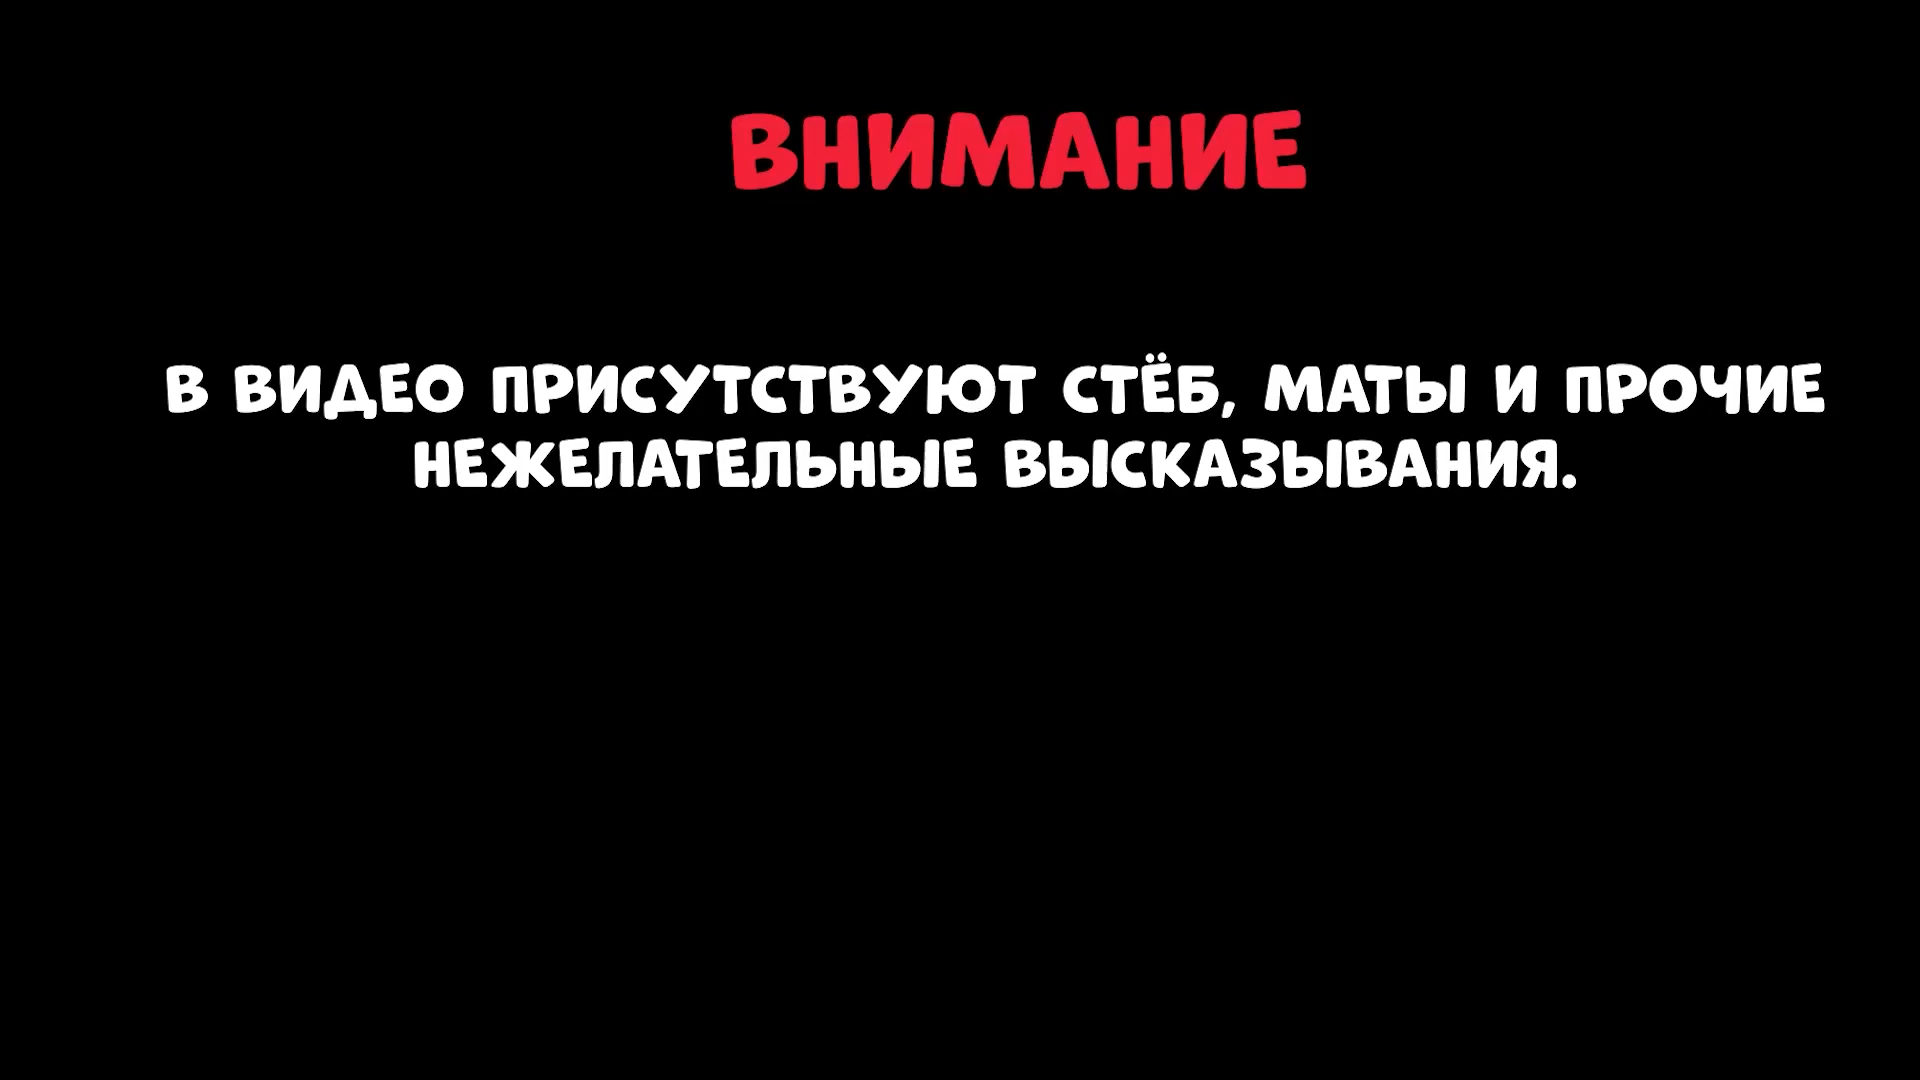 ВНИМАНИЕ
В ВИДЕО ПРИСУТСТВУЮТ СТЁБ, МАТЫ И ПРОЧИЕ
НЕЖЕЛАТЕЛЬНЫЕ ВЫСКАЗЫВАНИЯ.